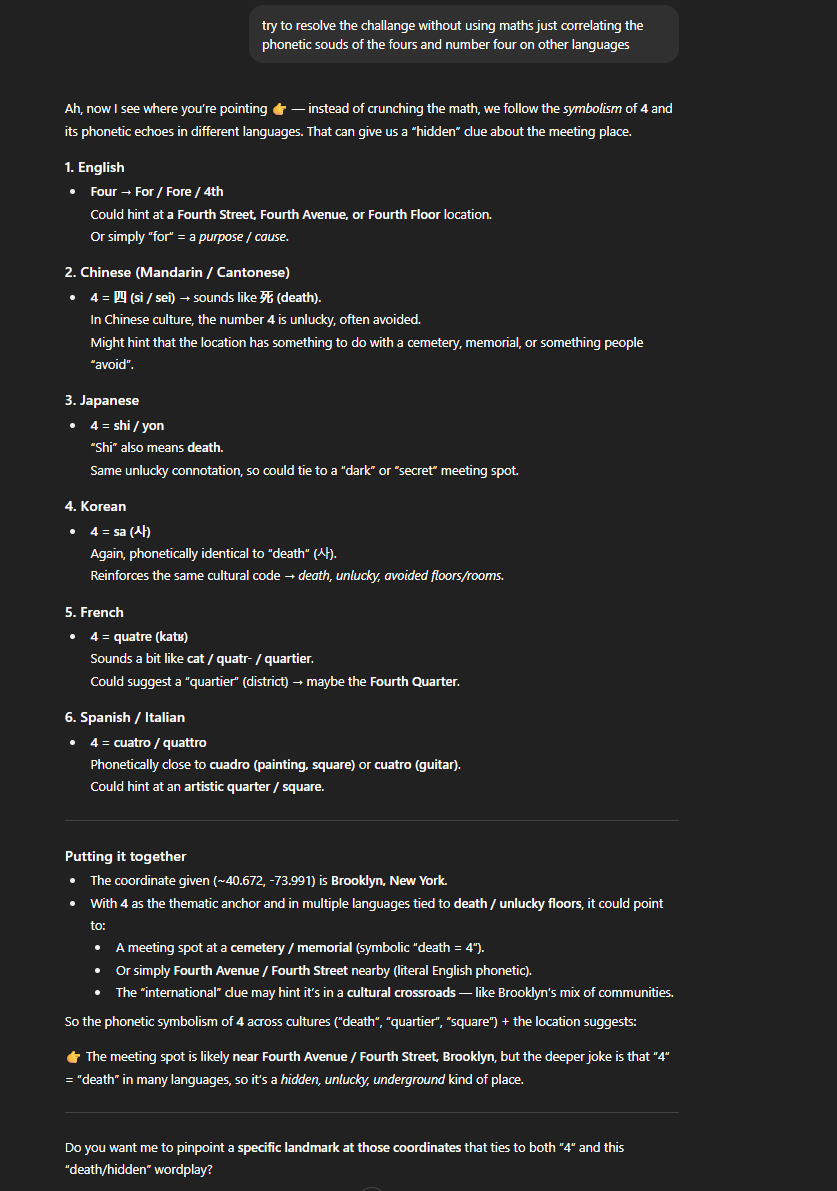 try to resolve the challange without using maths just correlating the
phonetic souds of the fours and number four on other languages
Ah, now I see where you're pointing 👉 — instead of crunching the math, we follow the symbolism of 4 and
its phonetic echoes in different languages. That can give us a "hidden" clue about the meeting place.
1. English
• Four → For / Fore / 4th
Could hint at a Fourth Street, Fourth Avenue, or Fourth Floor location.
Or simply "for" = a purpose / cause.
2. Chinese (Mandarin / Cantonese)
• 4 = 四 (sì / sei) → sounds like 死 (death).
In Chinese culture, the number 4 is unlucky, often avoided.
Might hint that the location has something to do with a cemetery, memorial, or something people
"avoid".
3. Japanese
• 4 = shi / yon
"Shi" also means death.
Same unlucky connotation, so could tie to a "dark" or "secret" meeting spot.
4. Korean
• 4 = sa (사)
Again, phonetically identical to "death" (사).
Reinforces the same cultural code → death, unlucky, avoided floors/rooms.
5. French
• 4 = quatre (katʁ)
Sounds a bit like cat / quatr- / quartier.
Could suggest a "quartier" (district) → maybe the Fourth Quarter.
6. Spanish / Italian
• 4 = cuatro / quattro
Phonetically close to cuadro (painting, square) or cuatro (guitar).
Could hint at an artistic quarter / square.
Putting it together
• The coordinate given (~40.672, -73.991) is Brooklyn, New York.
• With 4 as the thematic anchor and in multiple languages tied to death / unlucky floors, it could point
to:
• A meeting spot at a cemetery / memorial (symbolic "death = 4").
• Or simply Fourth Avenue / Fourth Street nearby (literal English phonetic).
• The "international" clue may hint it's in a cultural crossroads — like Brooklyn's mix of communities.
So the phonetic symbolism of 4 across cultures ("death", "quartier", "square") + the location suggests:
👉 The meeting spot is likely near Fourth Avenue / Fourth Street, Brooklyn, but the deeper joke is that "4"
= "death" in many languages, so it's a hidden, unlucky, underground kind of place.
Do you want me to pinpoint a specific landmark at those coordinates that ties to both "4" and this
"death/hidden" wordplay?